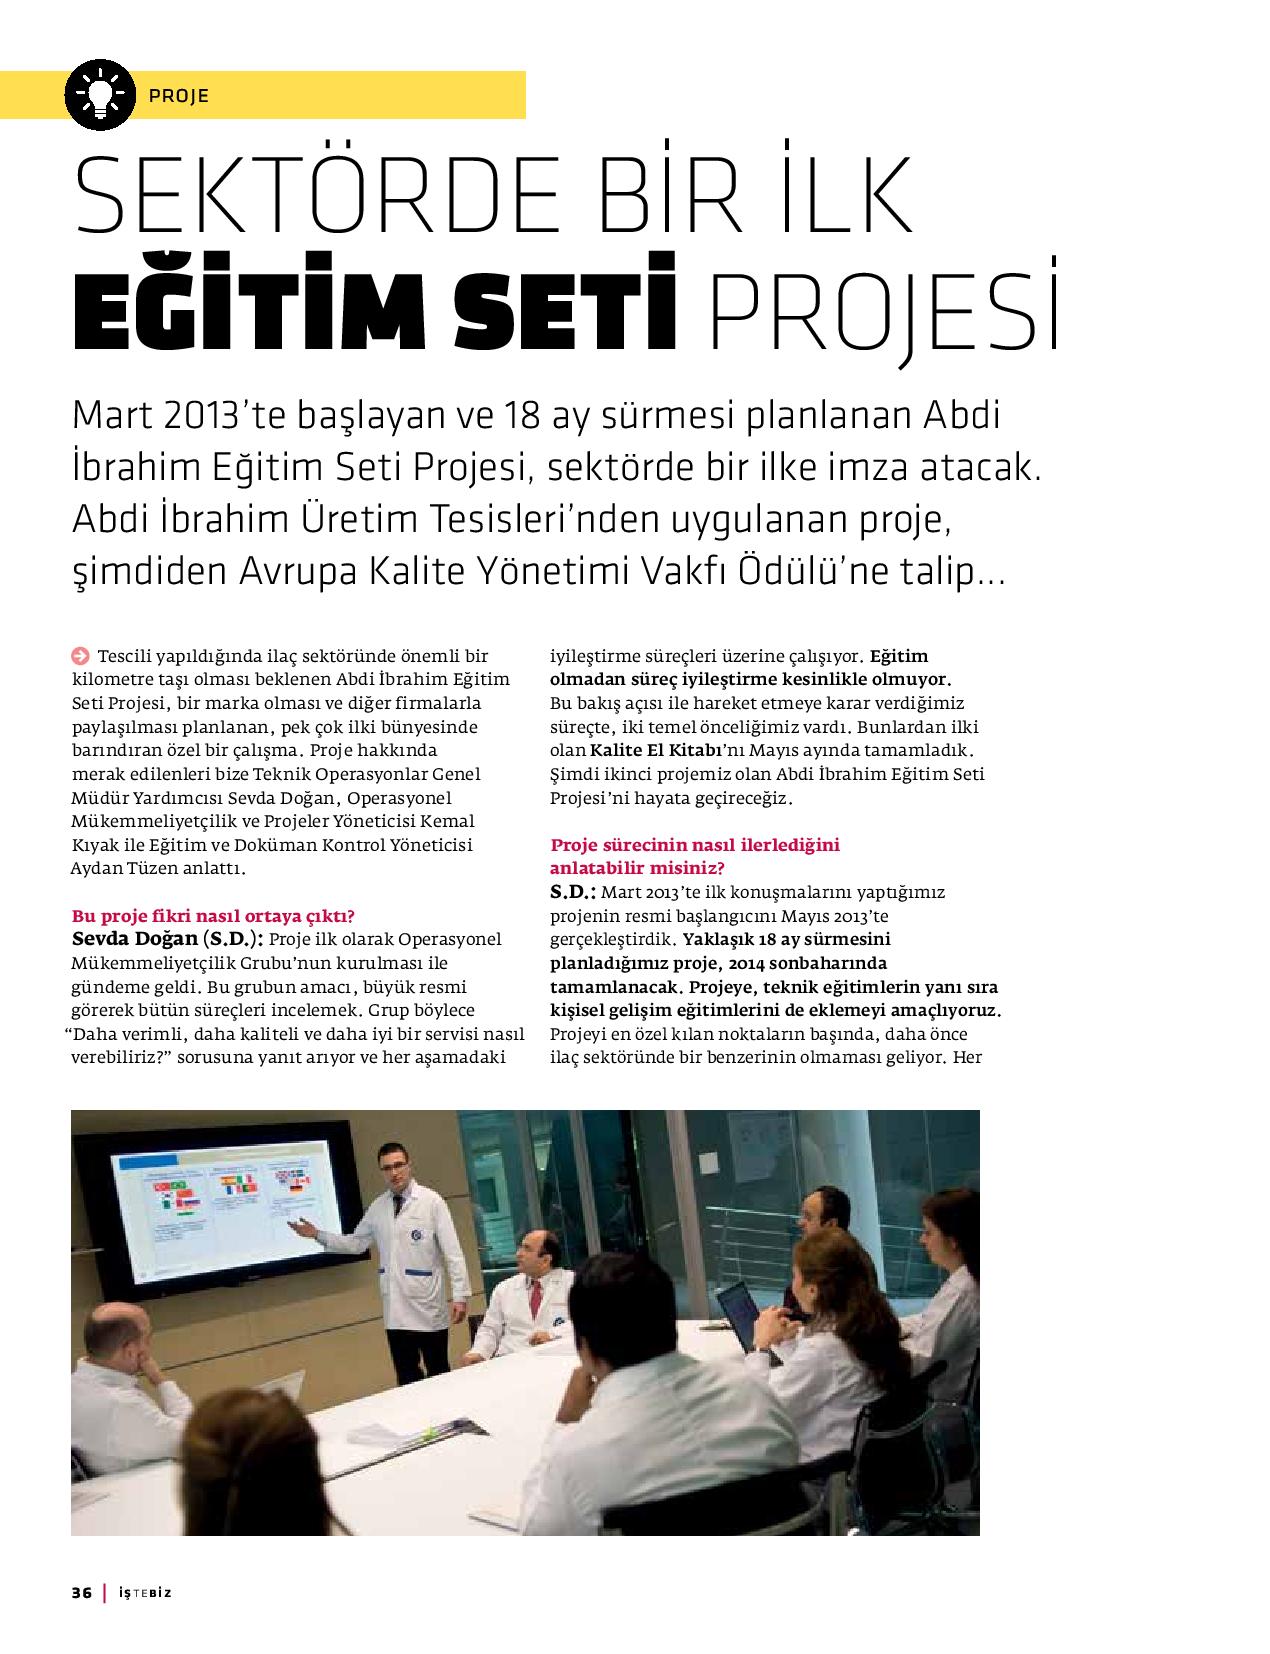 PROJE
SEKTÖRDE BİR İLK
EĞİTİM SETİ PROJESİ
Mart 2013’te başlayan ve 18 ay sürmesi planlanan Abdi
İbrahim Eğitim Seti Projesi, sektörde bir ilke imza atacak.
Abdi İbrahim Üretim Tesisleri’nden uygulanan proje,
şimdiden Avrupa Kalite Yönetimi Vakfı Ödülü’ne talip...
Tescili yapıldığında ilaç sektöründe önemli bir
kilometre taşı olması beklenen Abdi İbrahim Eğitim
Seti Projesi, bir marka olması ve diğer firmalarla
paylaşılması planlanan, pek çok ilki bünyesinde
barındıran özel bir çalışma. Proje hakkında
merak edilenleri bize Teknik Operasyonlar Genel
Müdür Yardımcısı Sevda Doğan, Operasyonel
Mükemmeliyetçilik ve Projeler Yöneticisi Kemal
Kıyak ile Eğitim ve Doküman Kontrol Yöneticisi
Aydan Tüzen anlattı.
Bu proje fikri nasıl ortaya çıktı?
Sevda Doğan (S.D.): Proje ilk olarak Operasyonel
Mükemmeliyetçilik Grubu’nun kurulması ile
gündeme geldi. Bu grubun amacı, büyük resmi
görerek bütün süreçleri incelemek. Grup böylece
“Daha verimli, daha kaliteli ve daha iyi bir servisi nasıl
verebiliriz?” sorusuna yanıt arıyor ve her aşamadaki
iyileştirme süreçleri üzerine çalışıyor. Eğitim
olmadan süreç iyileştirme kesinlikle olmuyor.
Bu bakış açısı ile hareket etmeye karar verdiğimiz
süreçte, iki temel önceliğimiz vardı. Bunlardan ilki
olan Kalite El Kitabı’nı Mayıs ayında tamamladık.
Şimdi ikinci projemiz olan Abdi İbrahim Eğitim Seti
Projesi’ni hayata geçireceğiz.
Proje sürecinin nasıl ilerlediğini
anlatabilir misiniz?
S.D.: Mart 2013’te ilk konuşmalarını yaptığımız
projenin resmi başlangıcını Mayıs 2013’te
gerçekleştirdik. Yaklaşık 18 ay sürmesini
planladığımız proje, 2014 sonbaharında
tamamlanacak. Projeye, teknik eğitimlerin yanı sıra
kişisel gelişim eğitimlerini de eklemeyi amaçlıyoruz.
Projeyi en özel kılan noktaların başında, daha önce
ilaç sektöründe bir benzerinin olmaması geliyor. Her
36 | İŞTEBİZ